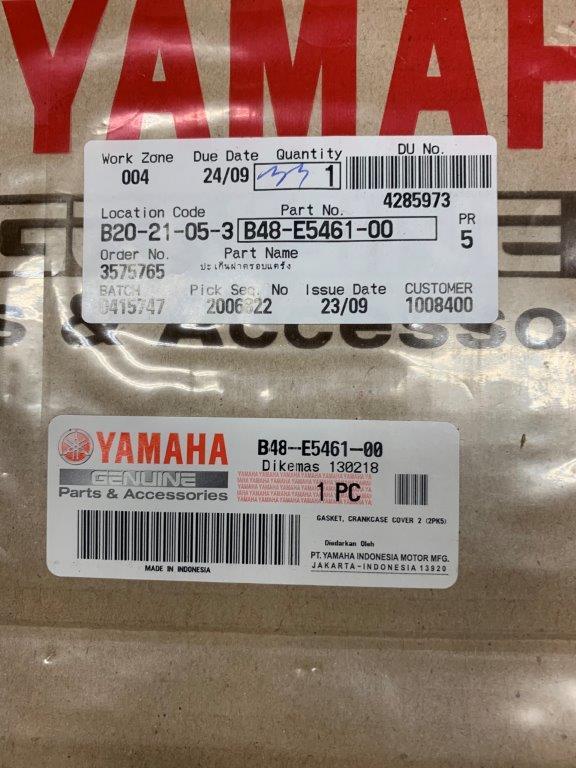 YAMAH
Work Zone Due Date Quantity DU No.
004 24/09 1 4285973
Location Code Part No. PR
B20-21-05-3 B48-E5461-00 5
Order No. Part Name
3575765 ปะเก็นฝาครอบแคร้ง
BATCH Pick Seq. No Issue Date CUSTOMER
0415747 2006822 23/09 1008400
s & Accesso
YAMAHA B48-E5461-00
GENUINE Dikemas 130218
Parts & Accessories 1 PC
GASKET, CRANKCASE COVER 2 (2PK5)
Diedarkan Oleh
PT. YAMAHA INDONESIA MOTOR MFG.
MADE IN INDONESIA JAKARTA-INDONESIA 13920